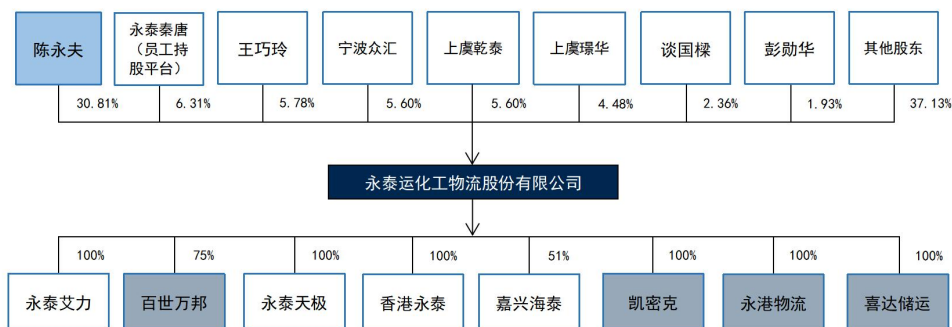 陈永夫
永泰秦唐
（员工持
股平台）
王巧玲
宁波众汇
上虞乾泰
上虞璟华
谈国樑
彭勋华
其他股东
30.81%
6.31%
5.78%
5.60%
5.60%
4.48%
2.36%
1.93%
37.13%
永泰运化工物流股份有限公司
100%
75%
100%
100%
51%
100%
100%
100%
永泰艾力
百世万邦
永泰天极
香港永泰
嘉兴海泰
凯密克
永港物流
喜达储运